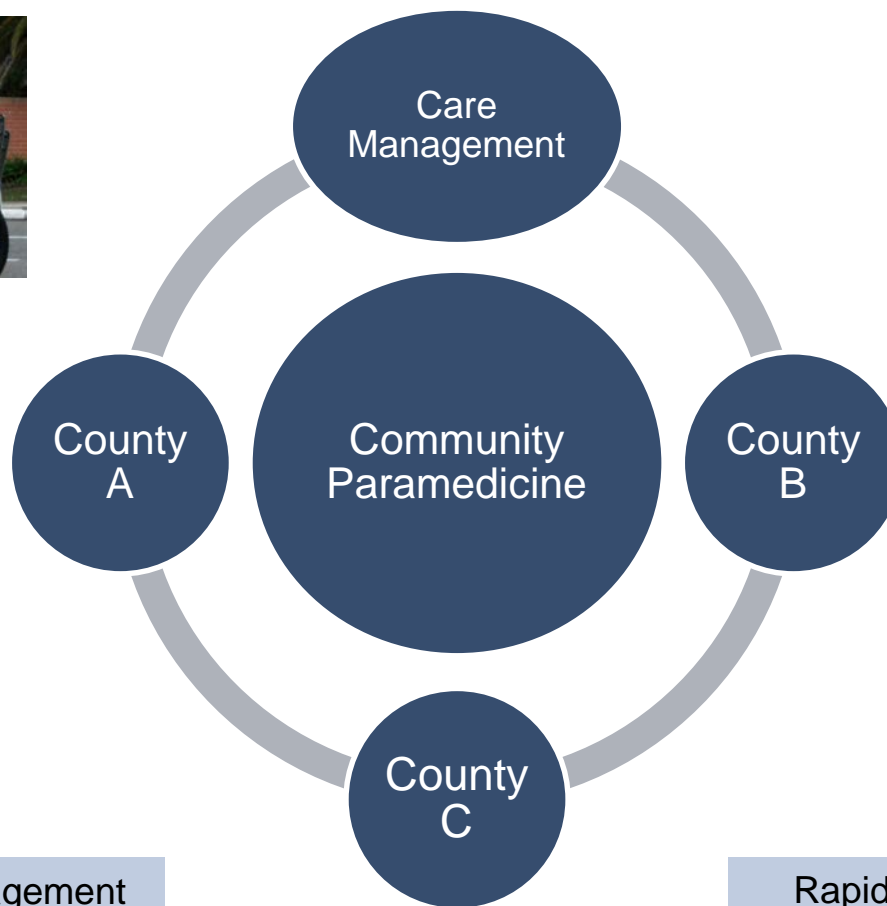 Care
Management
County
A
Community
Paramedicine
County
B
County
C
agement
Rapid